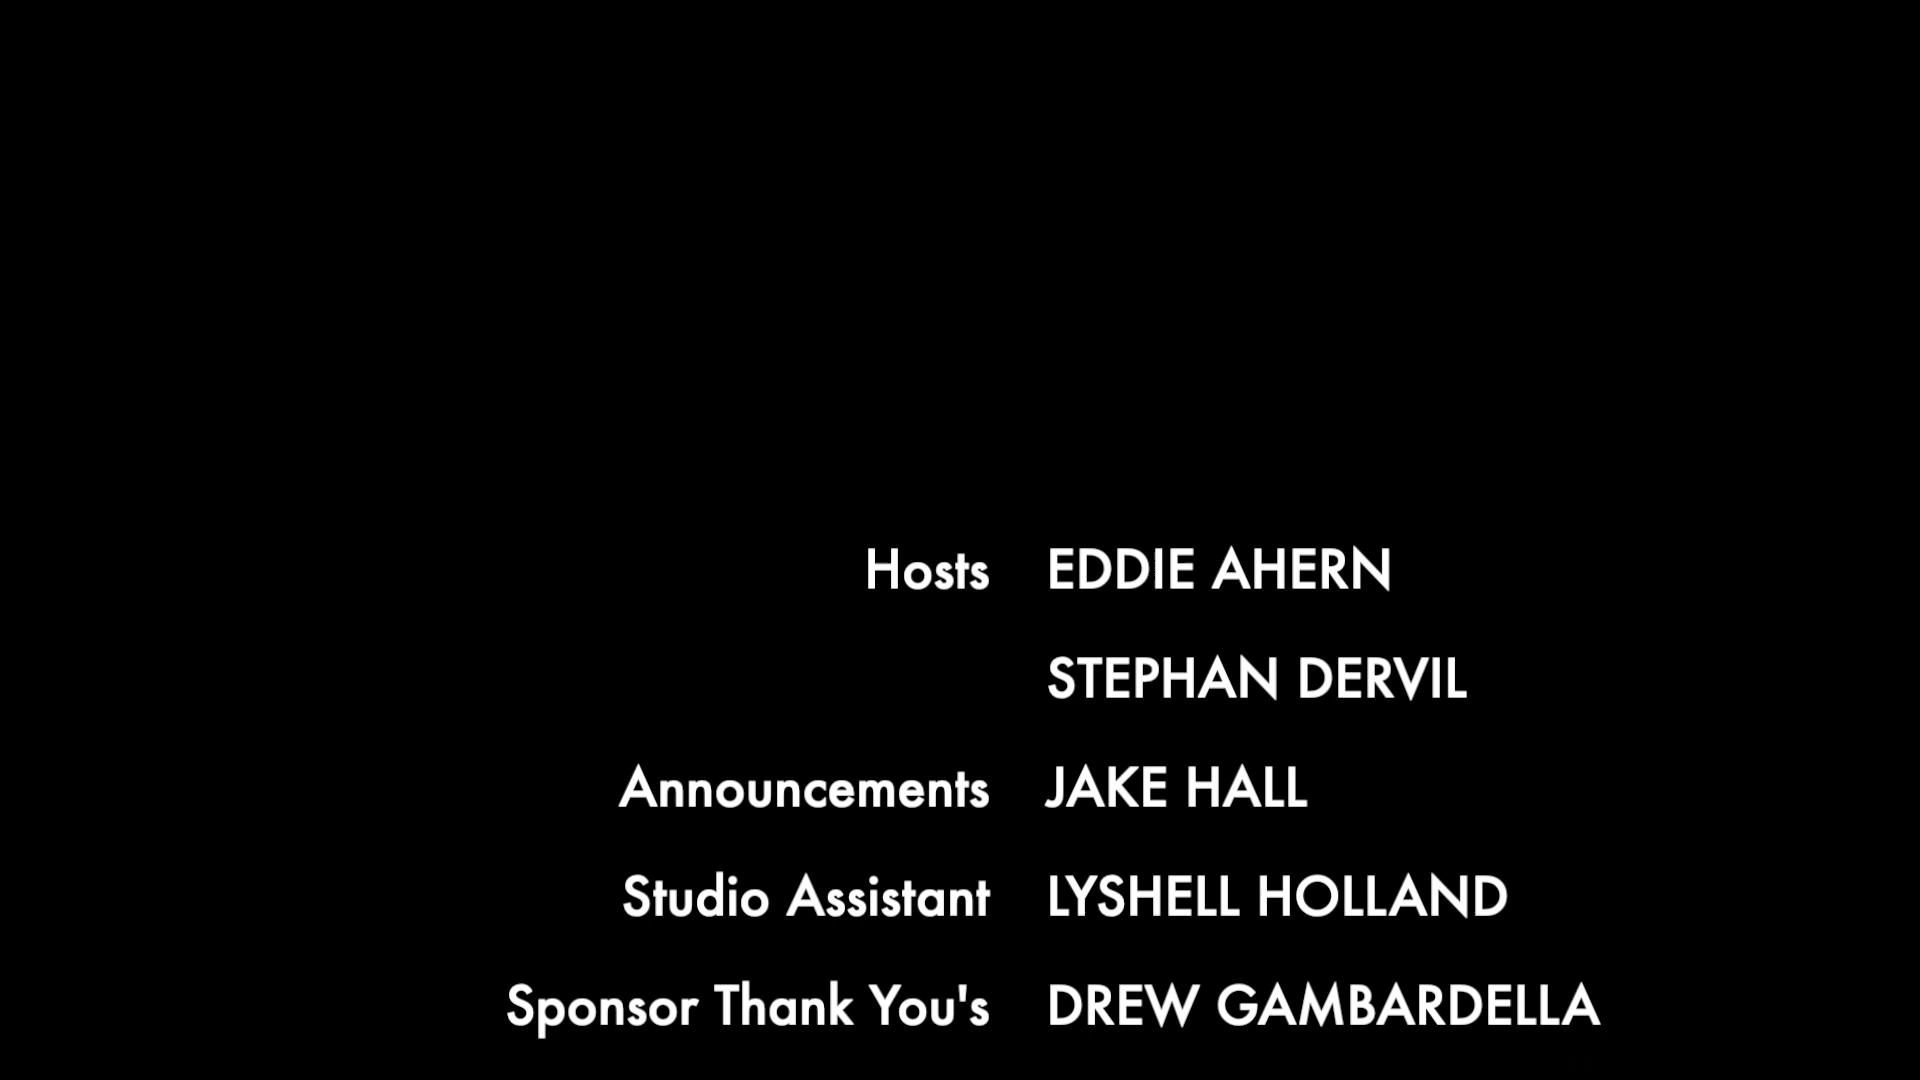 Hosts EDDIE AHERN
STEPHAN DERVIL
Announcements JAKE HALL
Studio Assistant LYSHELL HOLLAND
Sponsor Thank You's DREW GAMBARDELLA